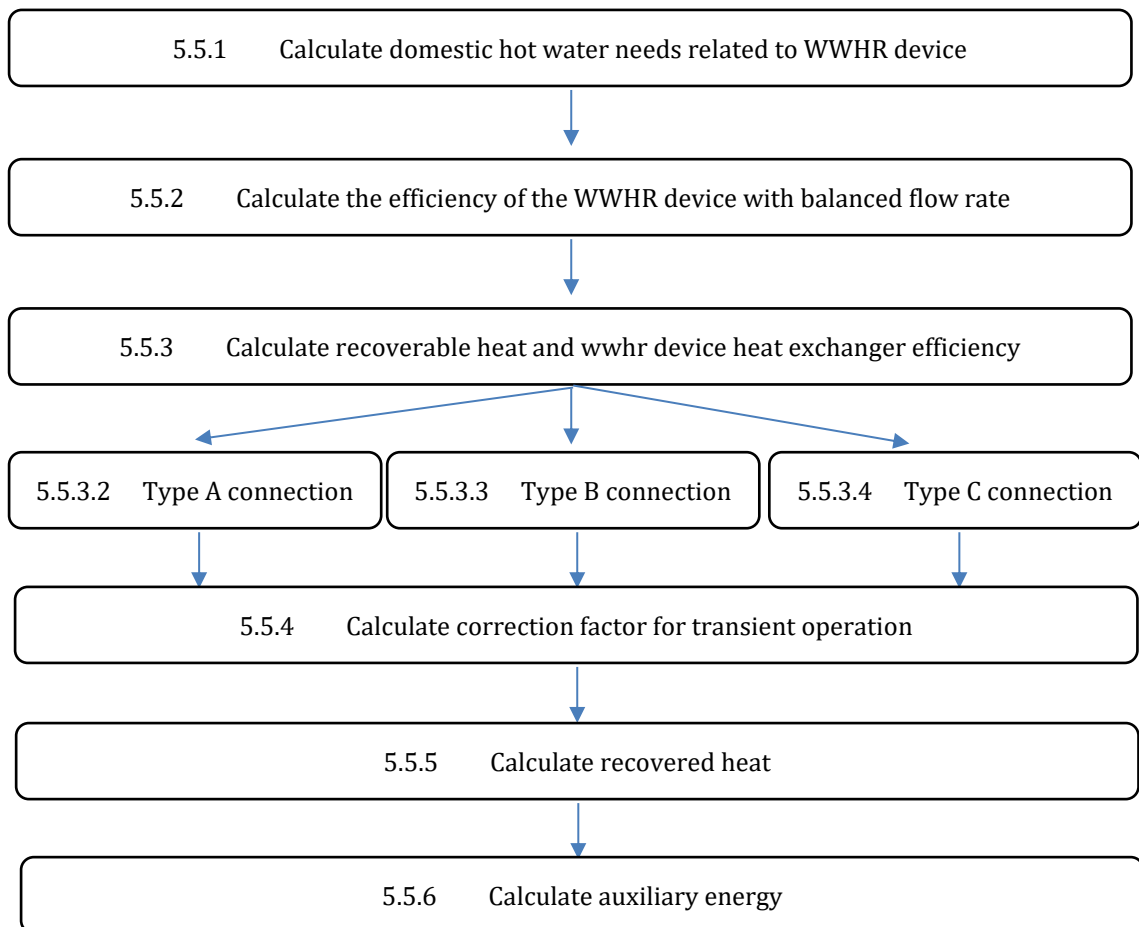 5.5.1 Calculate domestic hot water needs related to WWHR device
5.5.2 Calculate the efficiency of the WWHR device with balanced flow rate
5.5.3 Calculate recoverable heat and wwhr device heat exchanger efficiency
5.5.3.2 Type A connection
5.5.3.3 Type B connection
5.5.3.4 Type C connection
5.5.4 Calculate correction factor for transient operation
5.5.5 Calculate recovered heat
5.5.6 Calculate auxiliary energy